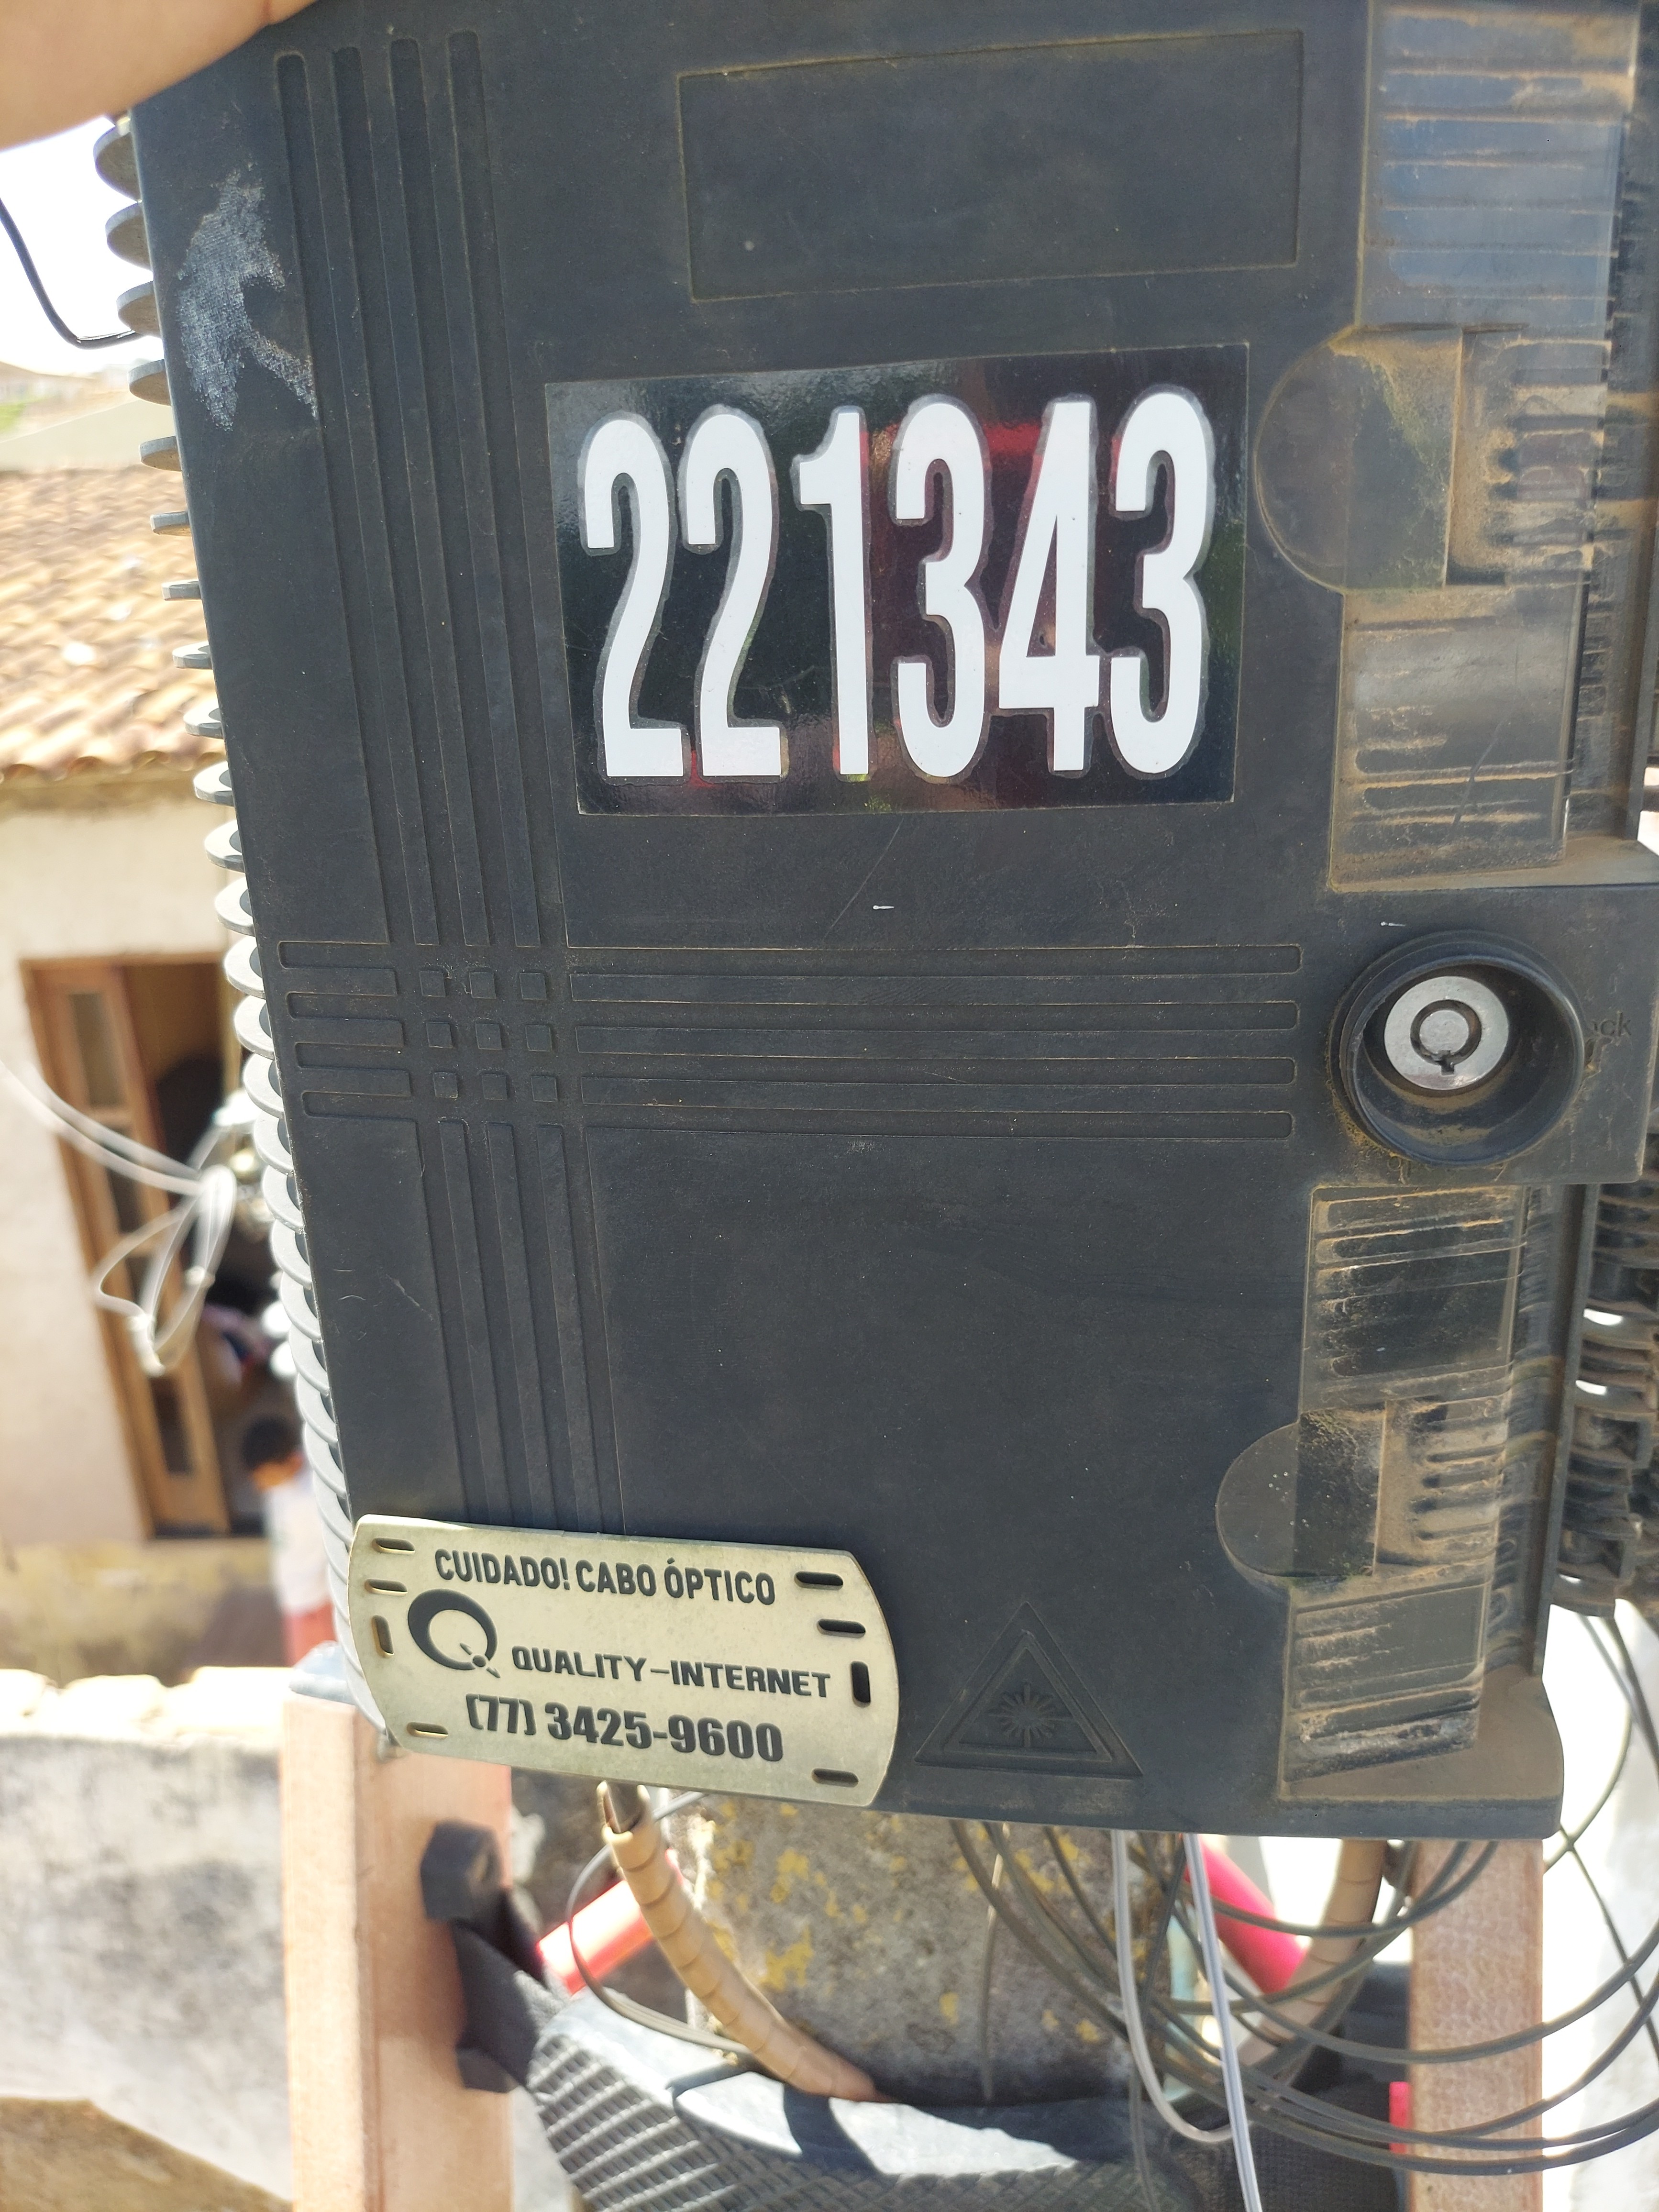 221343
CUIDADO! CABO ÓPTICO
QUALITY-INTERNET
(77) 3425-9600